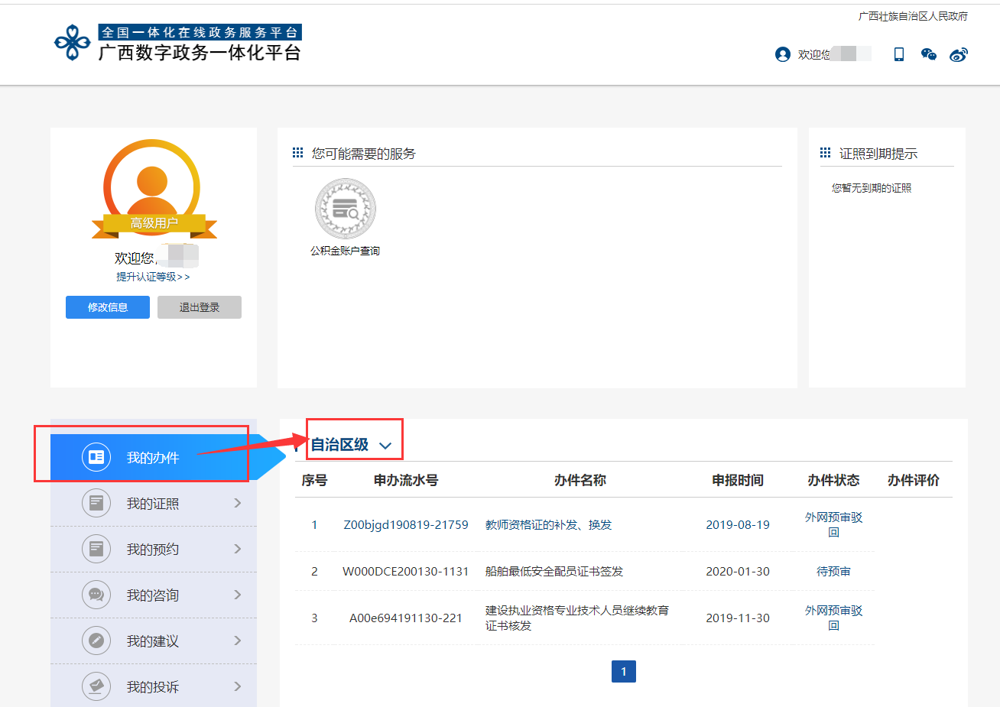 广西壮族自治区人民政府
全国一体化在线政务服务平台
广西数字政务一体化平台
欢迎您
高级用户
欢迎您,
提升认证等级>>
修改信息 退出登录
您可能需要的服务
公积金账户查询
证照到期提示
您暂无到期的证照
我的办件
我的证照
我的预约
我的咨询
我的建议
我的投诉
自治区级
序号 申办流水号 办件名称 申报时间 办件状态 办件评价
1 Z00bjgd190819-21759 教师资格证的补发、换发 2019-08-19 外网预审驳
回
2 W000DCE200130-1131 船舶最低安全配员证书签发 2020-01-30 待预审
3 A00e694191130-221 建设执业资格专业技术人员继续教育
证书核发 2019-11-30 外网预审驳
回
1